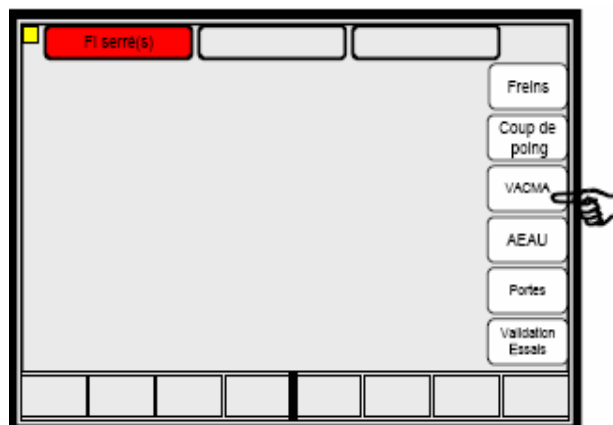 FI serré(s)
Freins
Coup de
poing
VACMA
AEAU
Portes
Validation
Essais